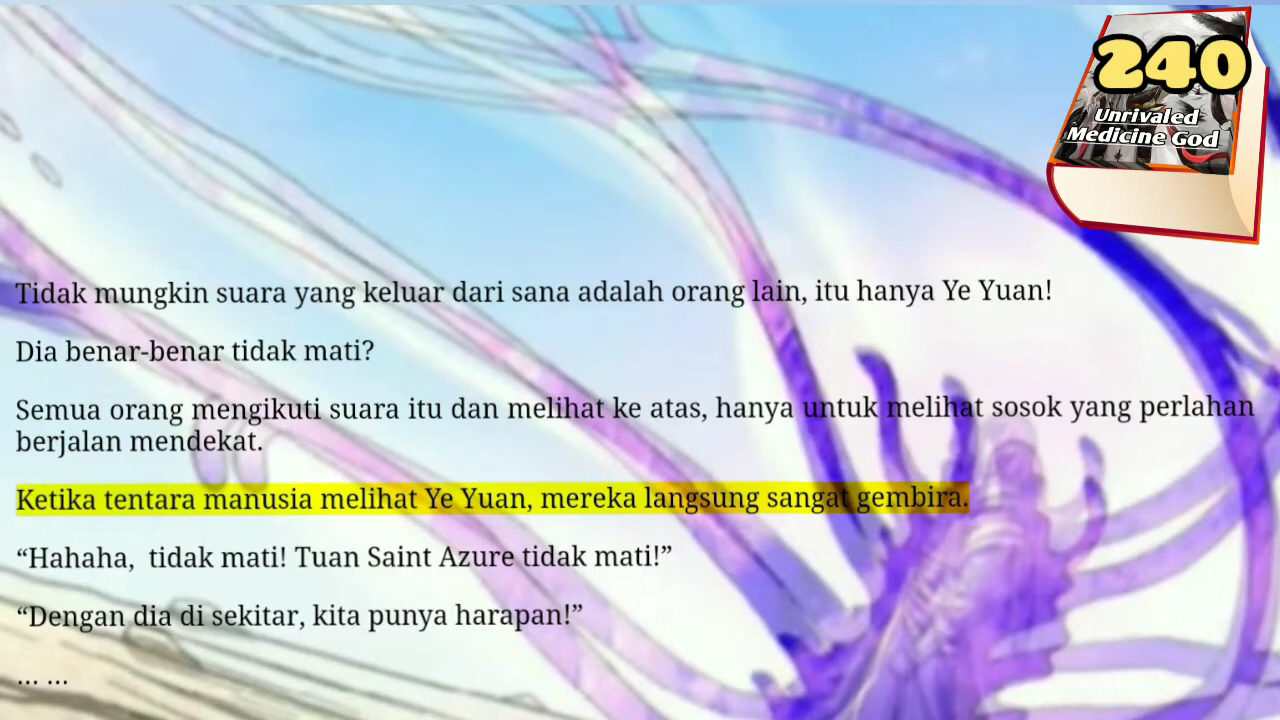 240
Unrivaled
Medicine God
Tidak mungkin suara yang keluar dari sana adalah orang lain, itu hanya Ye Yuan!
Dia benar-benar tidak mati?
Semua orang mengikuti suara itu dan melihat ke atas, hanya untuk melihat sosok yang perlahan
berjalan mendekat.
Ketika tentara manusia melihat Ye Yuan, mereka langsung sangat gembira.
“Hahaha,  tidak mati! Tuan Saint Azure tidak mati!”
“Dengan dia di sekitar, kita punya harapan!”
... ...